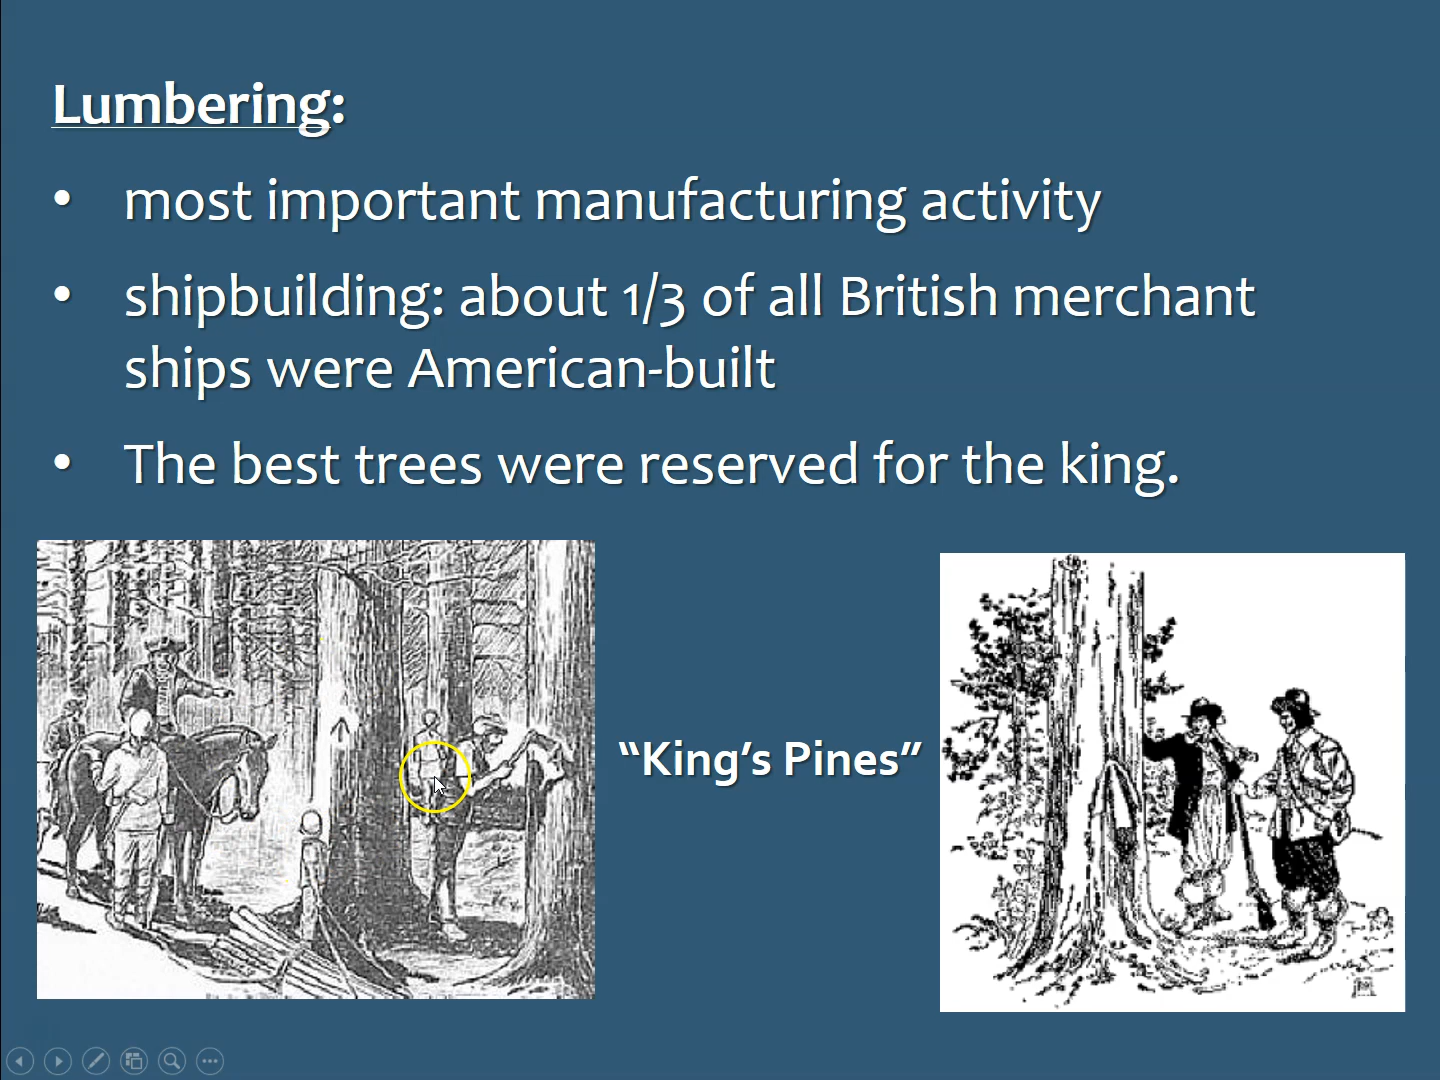 Lumbering:
• most important manufacturing activity
• shipbuilding: about 1/3 of all British merchant
ships were American-built
• The best trees were reserved for the king.
“King’s Pines”